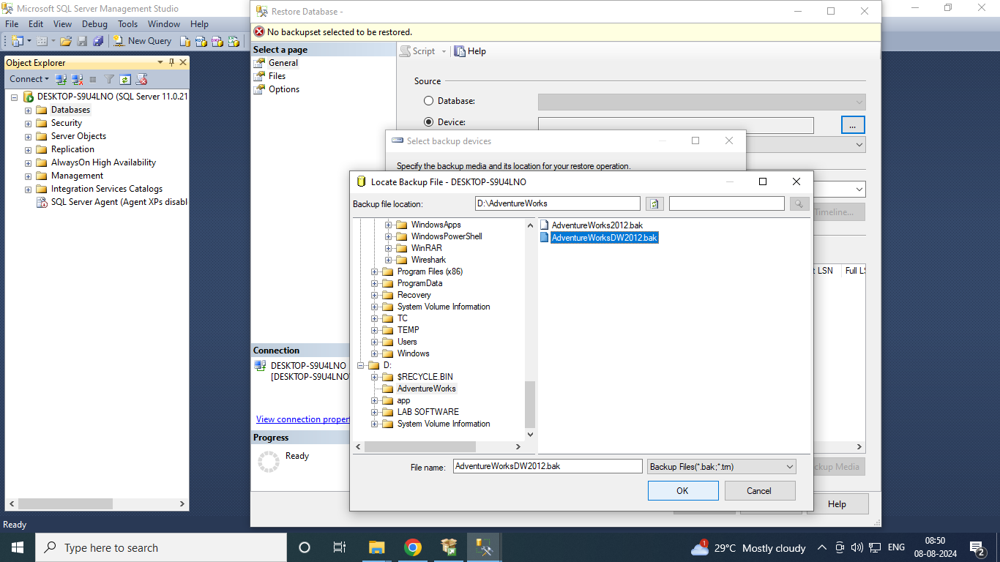 Microsoft SQL Server Management Studio
File Edit View Debug Tools Window Help
New Query
Object Explorer
Connect
DESKTOP-S9U4LNO (SQL Server 11.0.21
Databases
Security
Server Objects
Replication
AlwaysOn High Availability
Management
Integration Services Catalogs
SQL Server Agent (Agent XPs disabl
Ready
Restore Database -
No backupset selected to be restored.
Select a page
General
Files
Options
Script
Help
Source
Database:
Device:
...
Timeline...
LSN
Full LS
Connection
DESKTOP-S9U4LNO
[DESKTOP-S9U4LNO
View connection proper
Progress
Ready
ckup Media
Help
Select backup devices
Specify the backup media and its location for your restore operation.
Locate Backup File - DESKTOP-S9U4LNO
Backup file location:
D:\AdventureWorks
WindowsApps
WindowsPowerShell
WinRAR
Wireshark
Program Files (x86)
ProgramData
Recovery
System Volume Information
TC
TEMP
Users
Windows
D:
$RECYCLE.BIN
AdventureWorks
app
LAB SOFTWARE
System Volume Information
AdventureWorks2012.bak
AdventureWorksDW2012.bak
File name:
AdventureWorksDW2012.bak
Backup Files(*.bak;*.trn)
OK
Cancel
Type here to search
1
29°C Mostly cloudy
ENG
08:50
08-08-2024
2